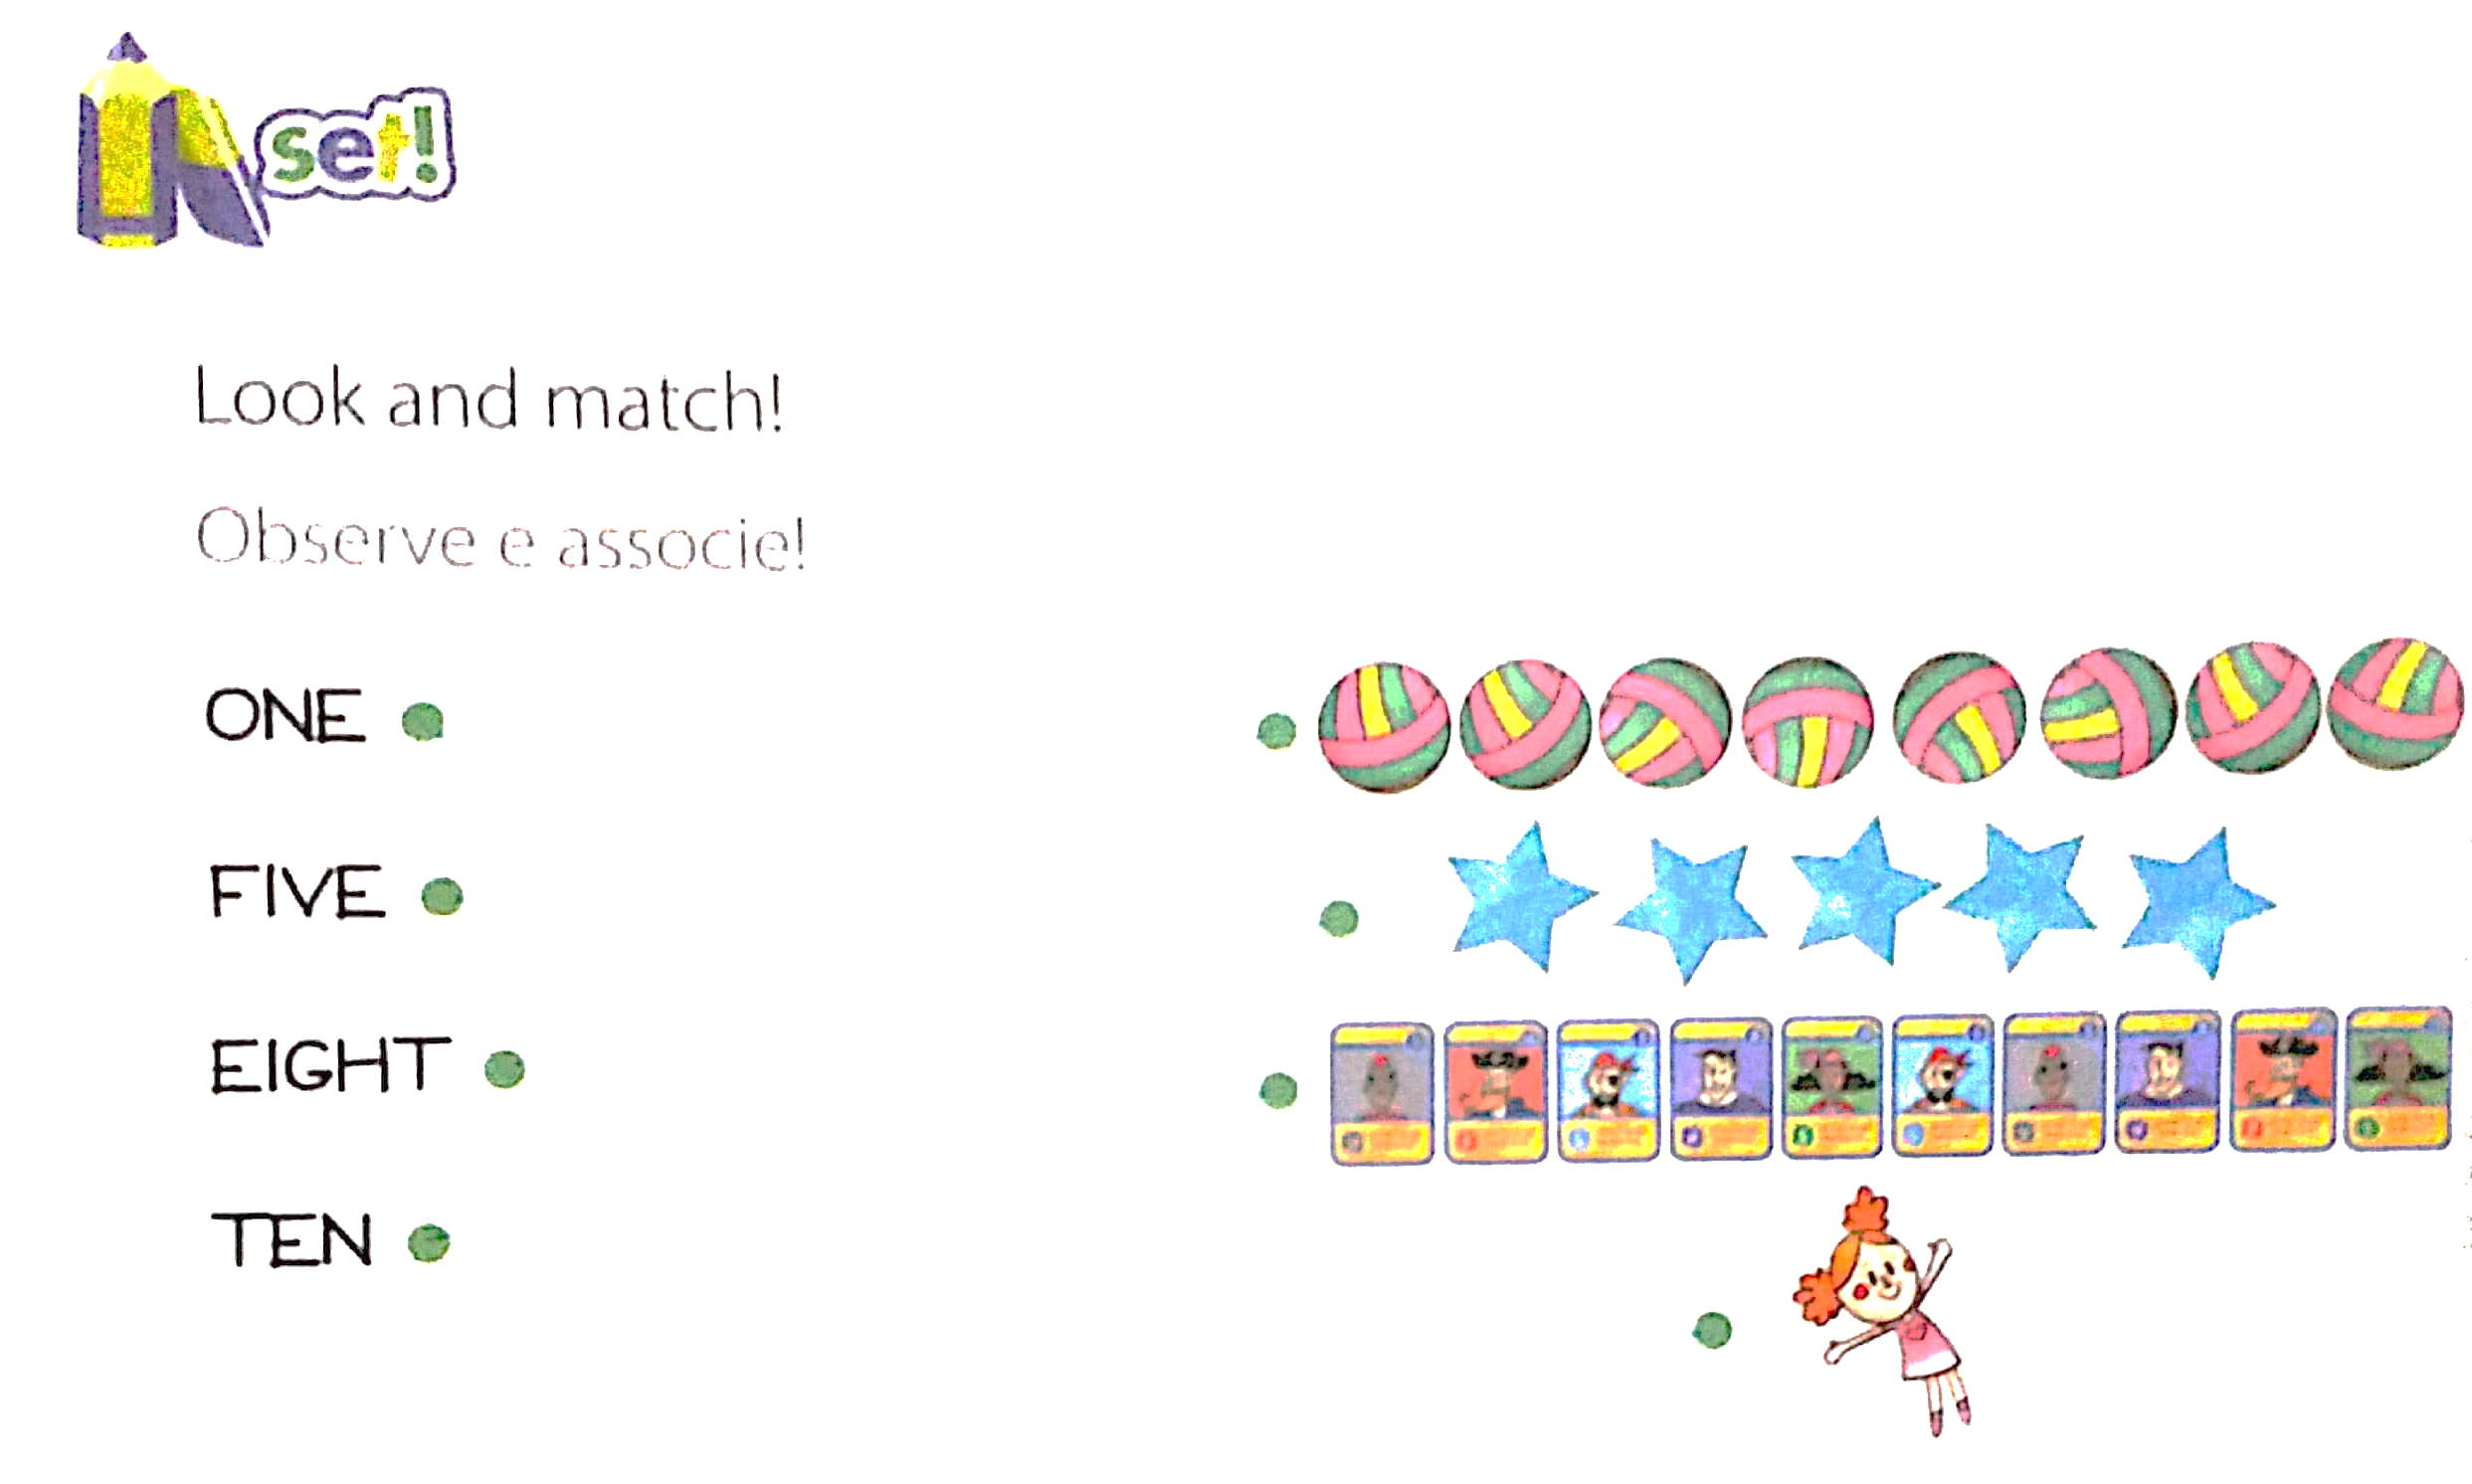 set!
Look and match!
Observe e associe!
ONE
FIVE
EIGHT
TEN